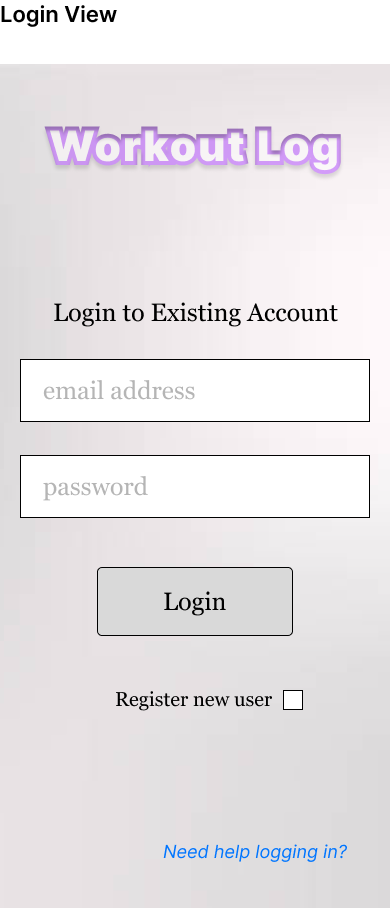 Login View
Workout Log
Login to Existing Account
email address
password
Login
Register new user
Need help logging in?